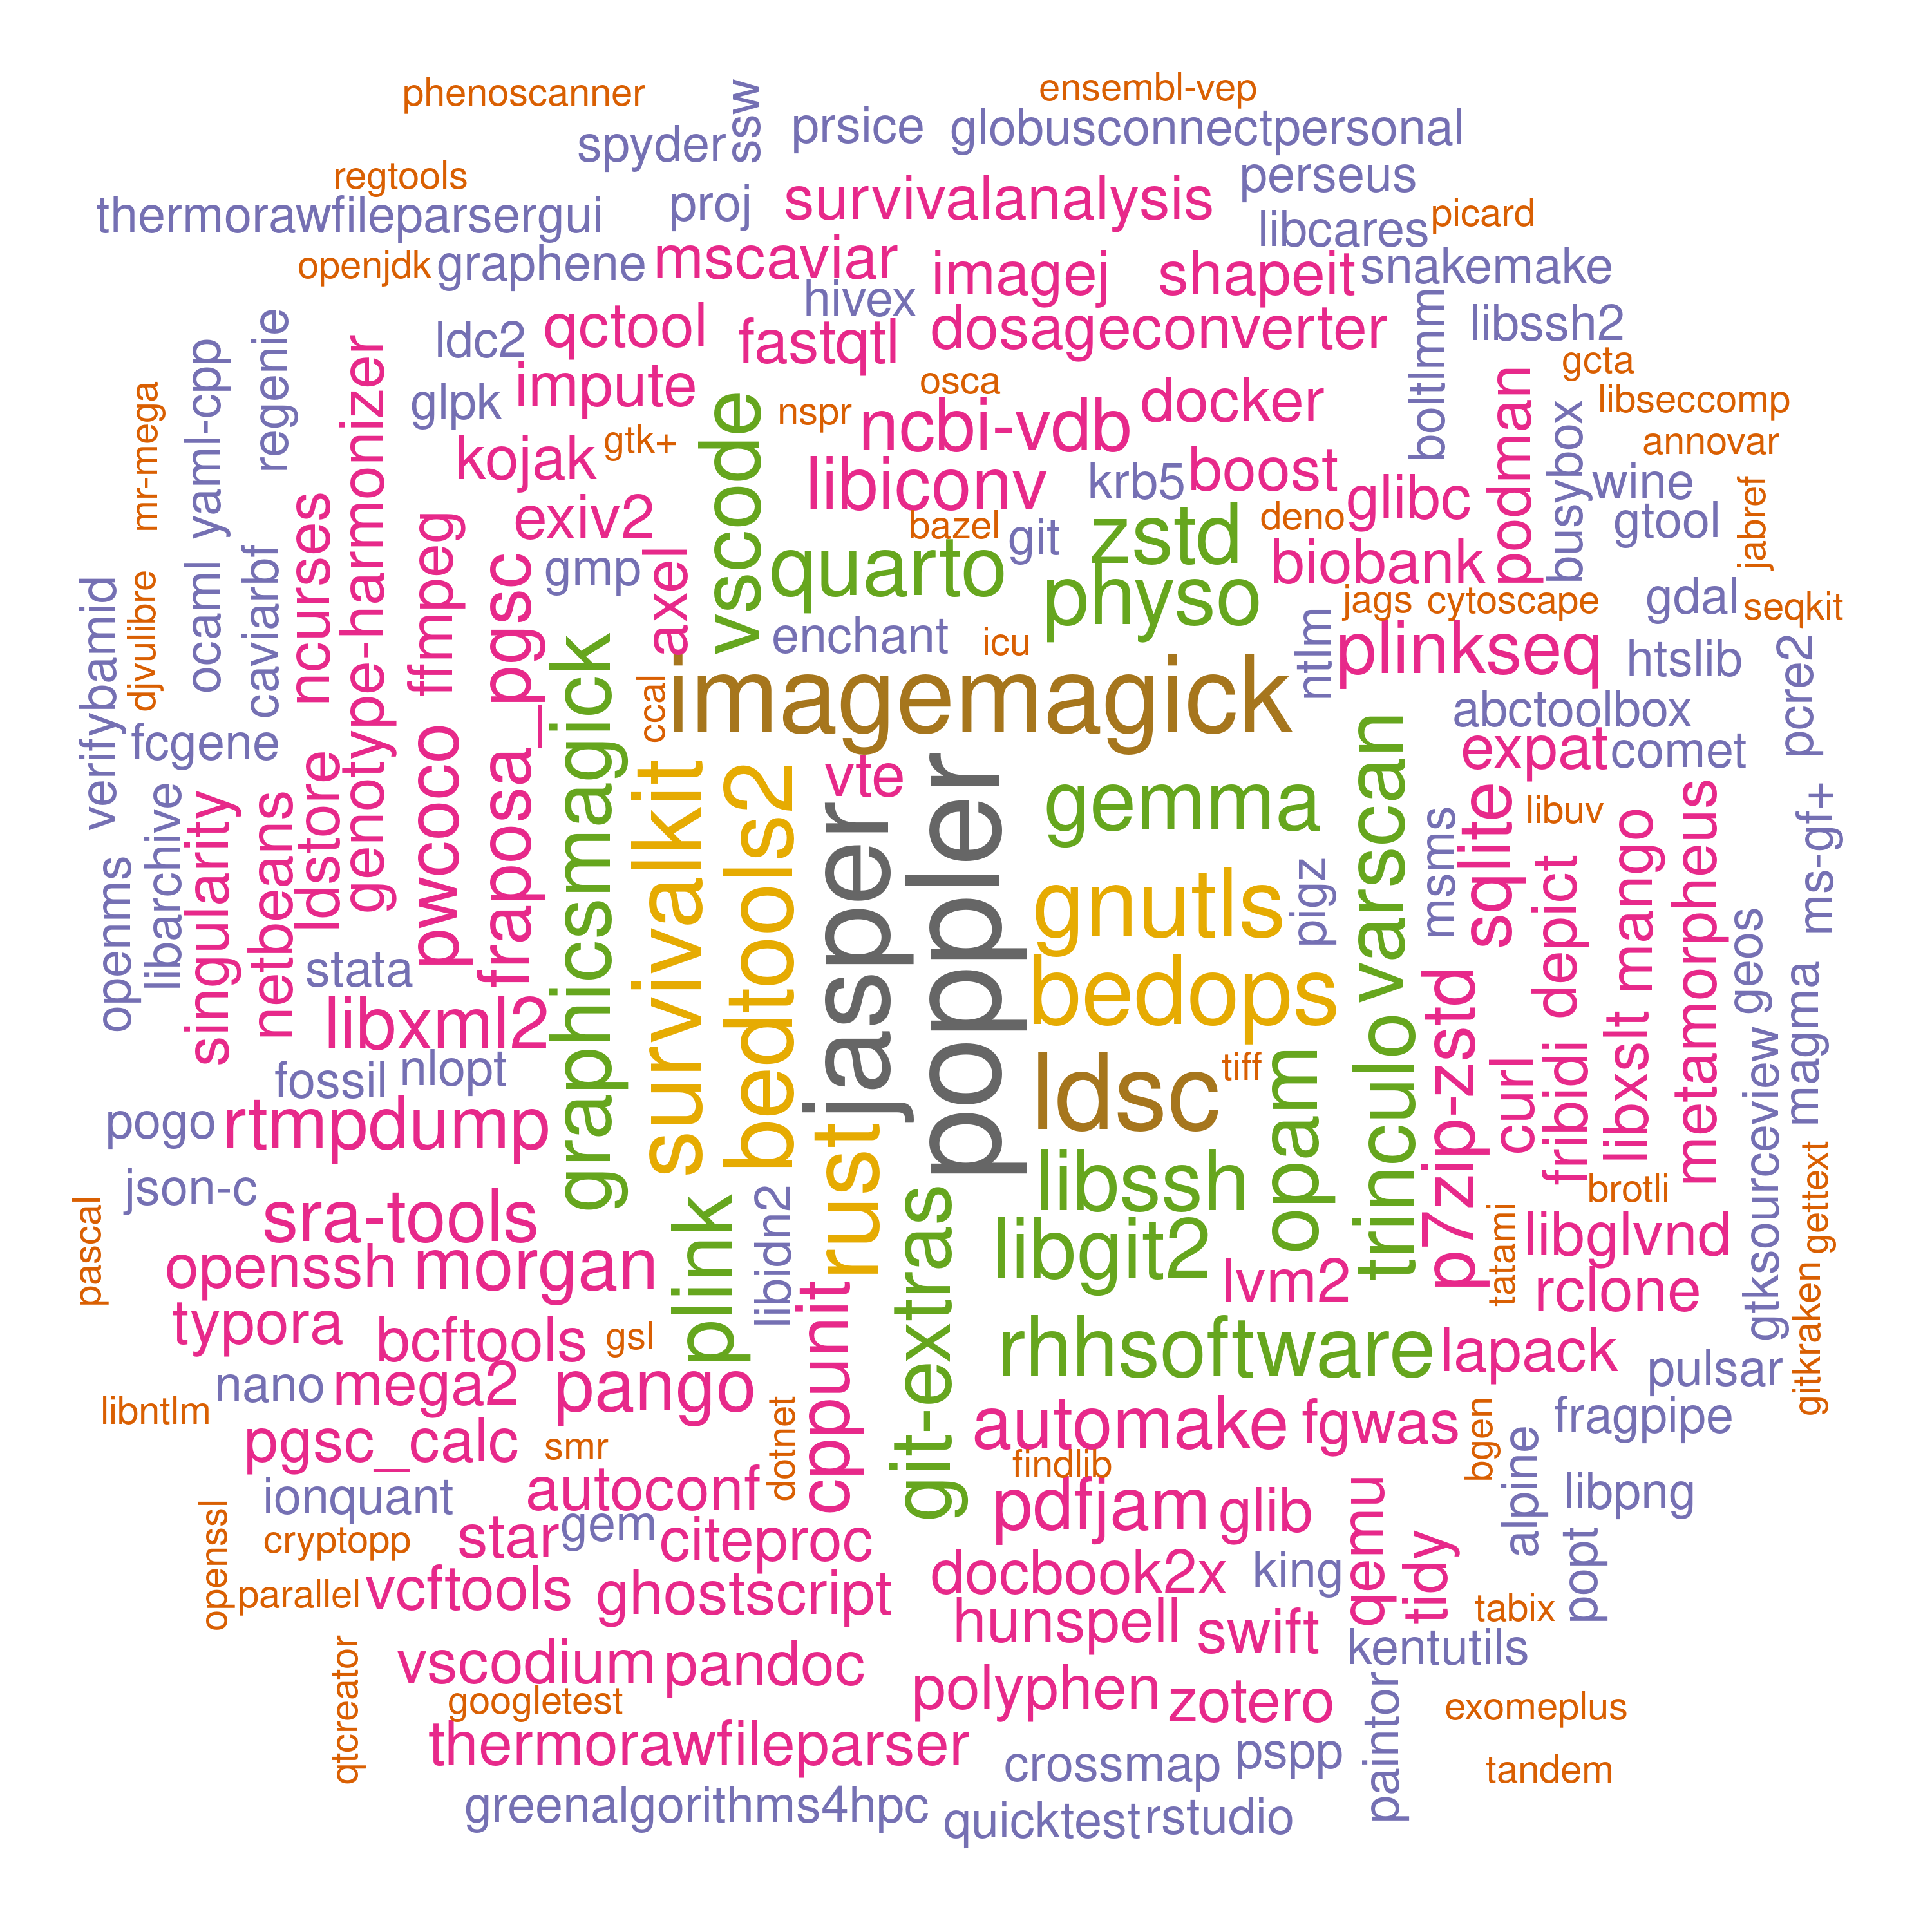 phenoscanner
ensembl-vep
spyder
ssw
prsice
globusconnectpersonal
regtools
perseus
thermorawfileparsergui
proj
survivalanalysis
libcares
picard
openjdk
graphene
mscaviar
imagej
shapeit
snakemake
hivex
regenie
ldc2
qctool
fastqtl
dosageconverter
boltlmm
libssh2
yaml-cpp
genotype-harmonizer
glpk
impute
osca
gcta
mr-mega
nspr
ncbi-vdb
docker
podman
libseccomp
kojak
gtk+
vscode
libiconv
krb5
boost
glibc
busybox
annovar
wine
exiv2
bazel
git
zstd
deno
gtool
jabref
ncurses
ffmpeg
fraposa_pgsc
gmp
axel
quarto
physo
biobank
jags
cytoscape
gdal
seqkit
verifybamid
djvulibre
ocaml
caviarbf
graphicsmagick
enchant
icu
ntlm
plinkseq
htslib
pcre2
fcgene
ccal
imagemagick
abctoolbox
expat
comet
pwcoco
ldstore
survivalkit
bedtools2
vte
jasper
poppler
gemma
varscan
msms
sqlite
libuv
mango
metamorpheus
ms-gf+
openms
libarchive
singularity
netbeans
stata
gnutls
pigz
depict
geos
libxml2
bedops
p7zip-zstd
magma
fossil
nlopt
ldsc
tiff
opam
trinculo
curl
fribidi
libxslt
gtksourceview
pogo
rtmpdump
rust
json-c
sra-tools
plink
libidn2
git-extras
libssh
brotli
gettext
pascal
openssh
morgan
libgit2
lvm2
tatami
libglvnd
rclone
gitkraken
typora
bcftools
gsl
cppunit
rhhsoftware
lapack
pulsar
libntlm
nano
mega2
pango
dotnet
automake
fgwas
bgen
fragpipe
pgsc_calc
smr
findlib
alpine
ionquant
autoconf
pdfjam
glib
qemu
libpng
openssl
cryptopp
star
gem
citeproc
docbook2x
king
tidy
popt
parallel
vcftools
ghostscript
hunspell
swift
tabix
kentutils
qtcreator
vscodium
pandoc
polyphen
zotero
paintor
googletest
exomeplus
thermorawfileparser
crossmap
pspp
tandem
greenalgorithms4hpc
quicktest
rstudio